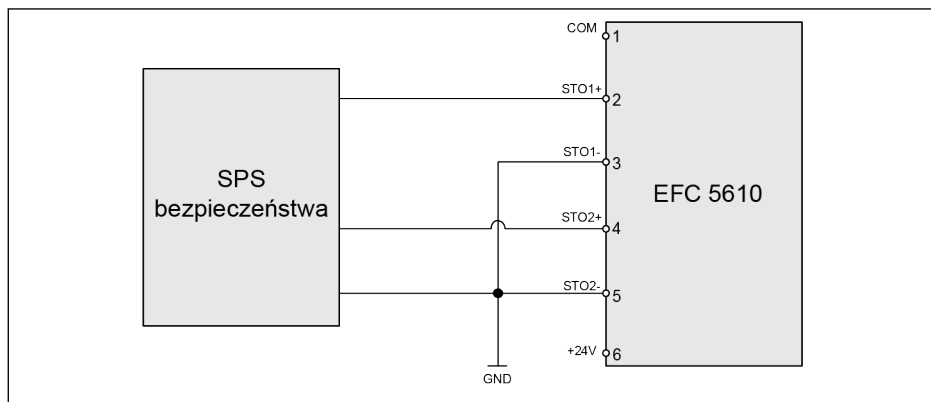 COM
1
STO1+
2
STO1-
3
SPS
bezpieczeństwa
EFC 5610
STO2+
4
STO2-
5
+24V
6
GND